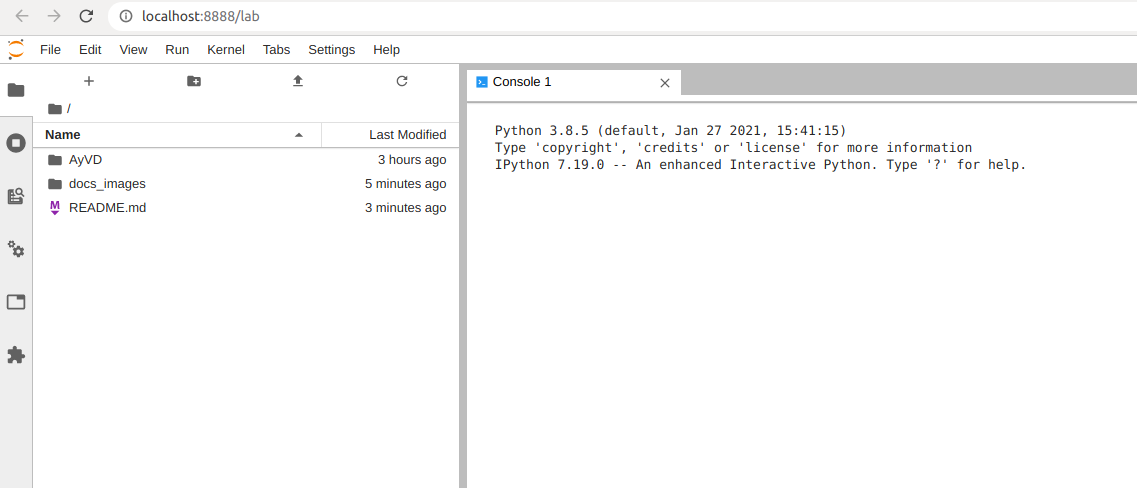 localhost:8888/lab
File Edit View Run Kernel Tabs Settings Help
/
Name Last Modified
AyVD 3 hours ago
docs_images 5 minutes ago
M README.md 3 minutes ago
Console 1
Python 3.8.5 (default, Jan 27 2021, 15:41:15)
Type 'copyright', 'credits' or 'license' for more information
IPython 7.19.0 -- An enhanced Interactive Python. Type '?' for help.